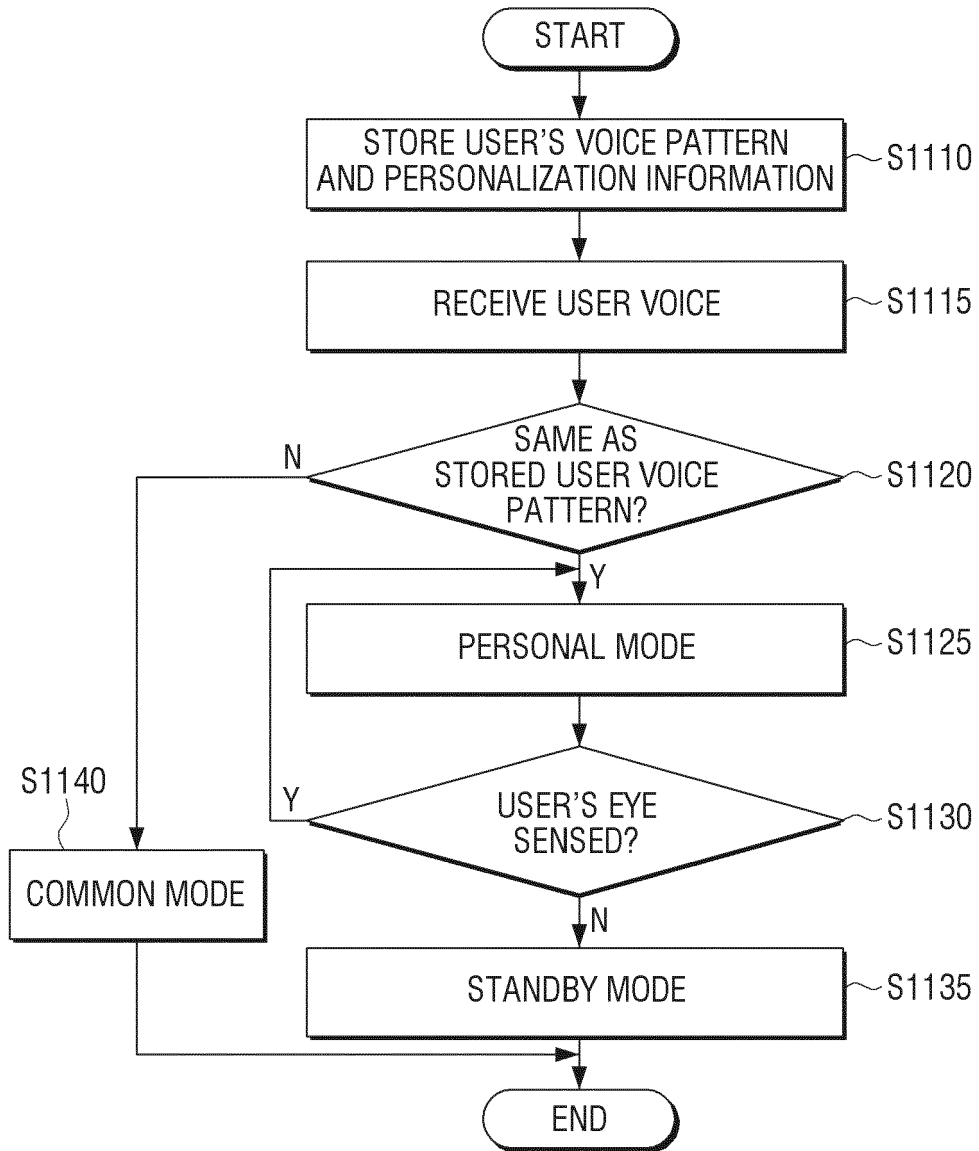 START
STORE USER'S VOICE PATTERN
AND PERSONALIZATION INFORMATION
S1110
RECEIVE USER VOICE
S1115
SAME AS
STORED USER VOICE
PATTERN?
S1120
N
Y
PERSONAL MODE
S1125
USER'S EYE
SENSED?
S1130
Y
N
S1140
COMMON MODE
STANDBY MODE
S1135
END